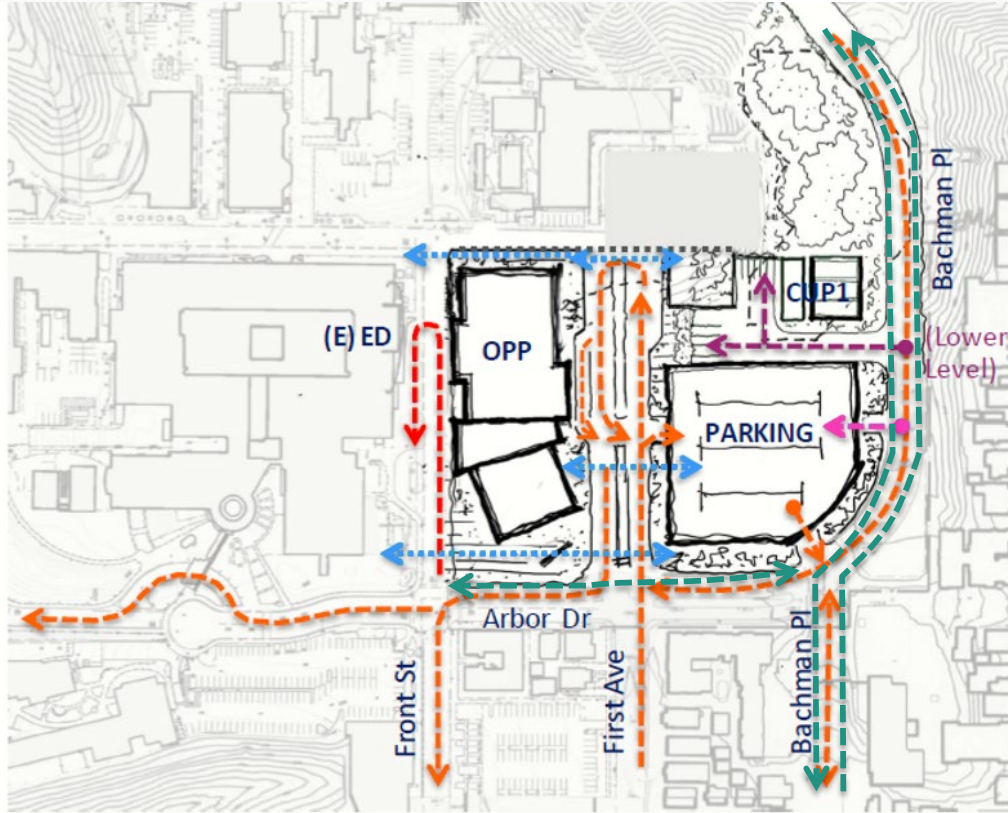 Bachman Pl
(E) ED
OPP
CUP1
(Lower
Level)
PARKING
Arbor Dr
Front St
First Ave
Bachman Pl